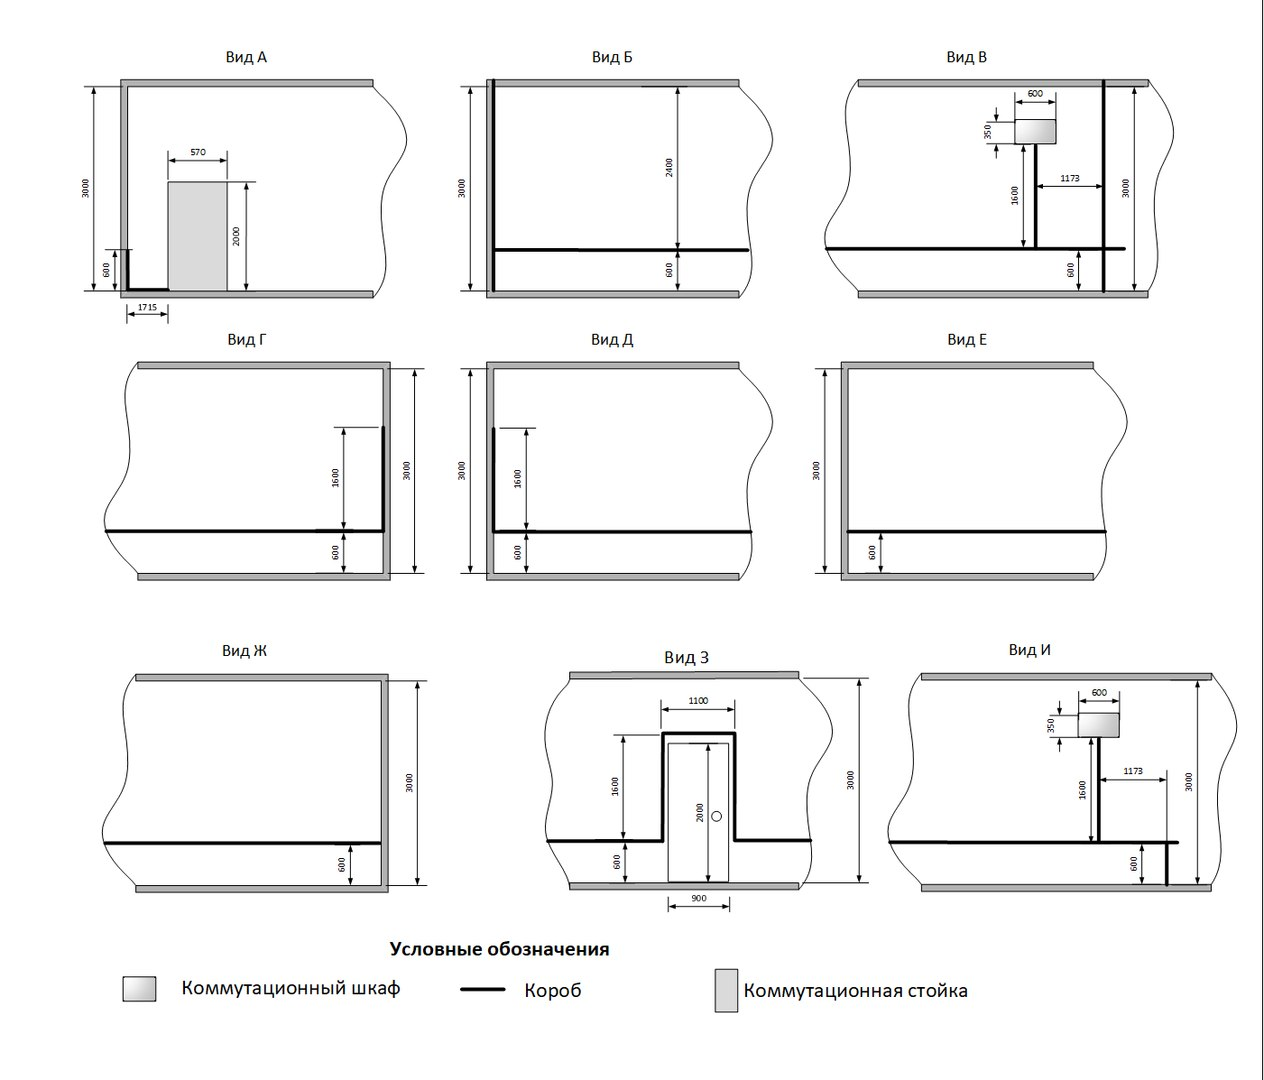 Вид А
Вид Б
Вид В
3000
600
1715
570
2000
3000
2400
600
600
350
1600
1173
600
3000
Вид Г
Вид Д
Вид Е
1600
600
3000
3000
1600
600
3000
600
Вид Ж
Вид З
Вид И
600
3000
1100
1600
600
2000
900
3000
600
350
1600
1173
600
3000
Условные обозначения
Коммутационный шкаф
Короб
Коммутационная стойка